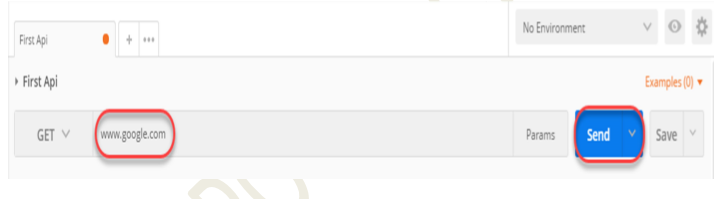 No Environment
First Api + •••
First Api
Examples (0)
GET www.google.com Params Send Save